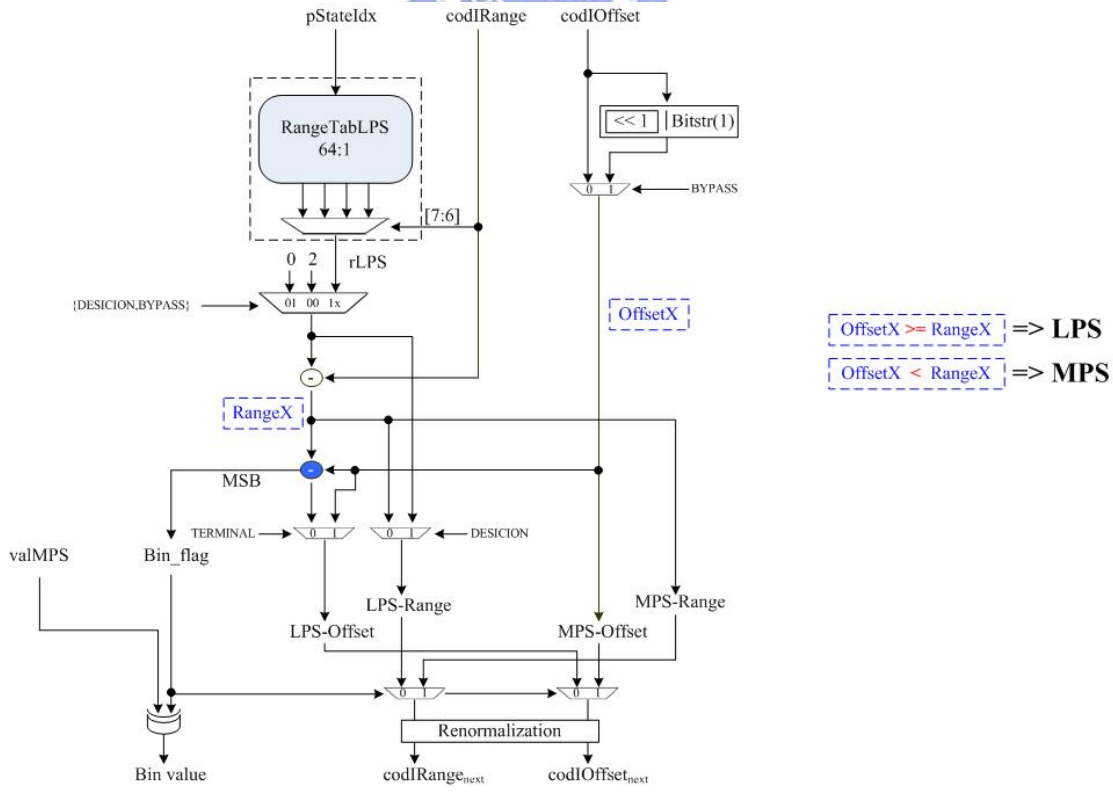 pStateIdx codIRange codIOffset
RangeTabLPS
64:1
<< 1 |Bitstr(1)
0 1
BYPASS
[7:6]
0 2 rLPS
{DESICION,BYPASS}
01 00 1x
OffsetX
OffsetX >= RangeX => LPS
OffsetX < RangeX => MPS
-
RangeX
-
MSB
TERMINAL
0 1
0 1
DESICION
valMPS
Bin_flag
LPS-Range
MPS-Range
LPS-Offset
MPS-Offset
0 1
0 1
Renormalization
Bin value
codIRangenext
codIOffsetnext